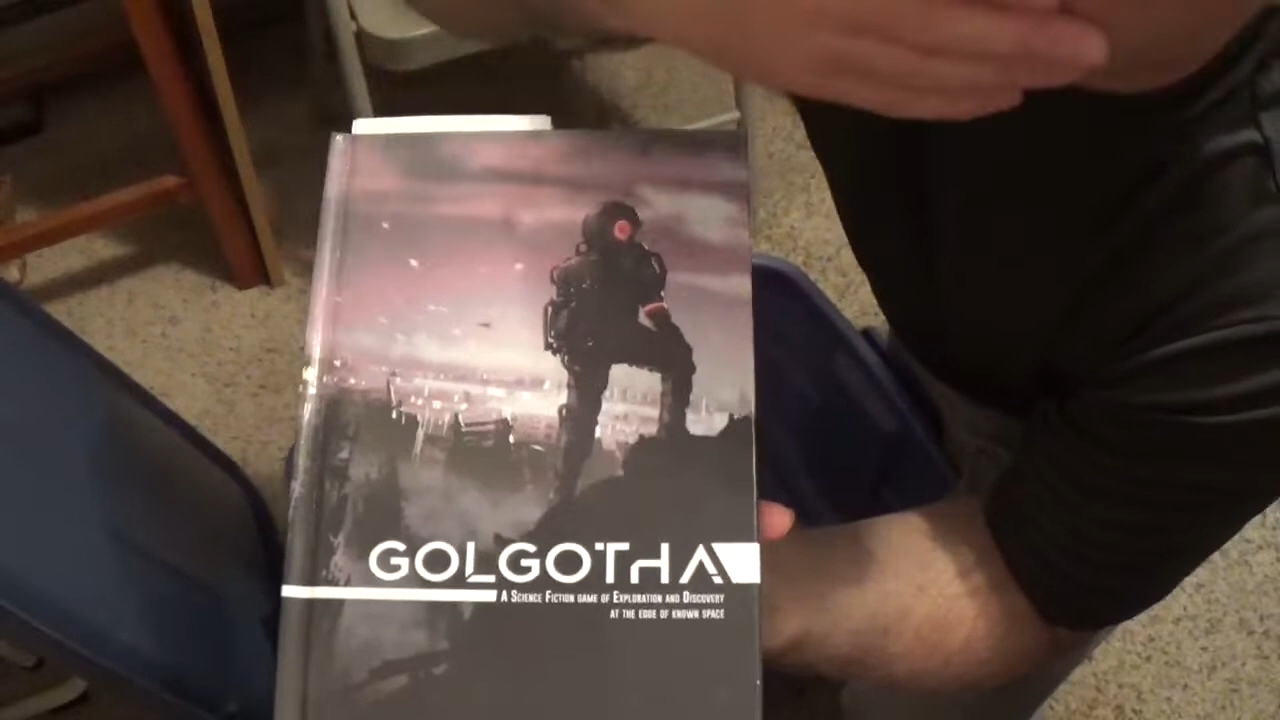 GOLGOTHA
A SCIENCE FICTION GAME OF EXPLORATION AND DISCOVERY
AT THE EDGE OF KNOWN SPACE